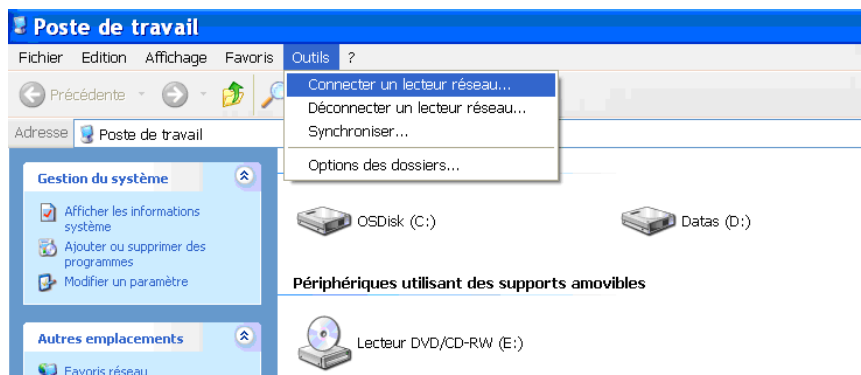 Poste de travail
Fichier Edition Affichage Favoris Outils ?
Connecter un lecteur réseau...
Déconnecter un lecteur réseau...
Synchroniser...
Options des dossiers...
Précédente
Adresse Poste de travail
Gestion du système
Afficher les informations
système
Ajouter ou supprimer des
programmes
Modifier un paramètre
Autres emplacements
Favoris réseau
OSDisk (C:)
Datas (D:)
Périphériques utilisant des supports amovibles
Lecteur DVD/CD-RW (E:)